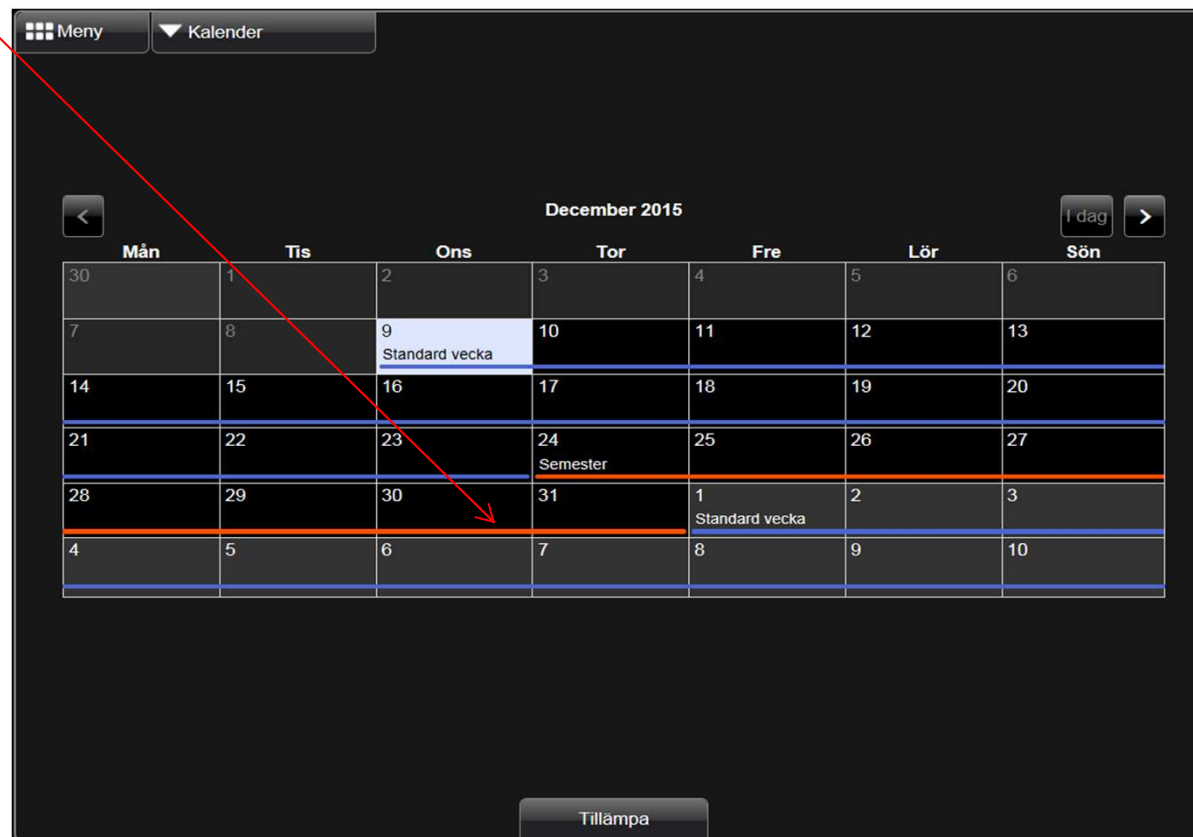 Meny Kalender
December 2015
I dag
Mån Tis Ons Tor Fre Lör Sön
30 1 2 3 4 5 6
7 8 9 10 11 12 13
Standard vecka
14 15 16 17 18 19 20
21 22 23 24 25 26 27
Semester
28 29 30 31 1 2 3
Standard vecka
4 5 6 7 8 9 10
Tillämpa